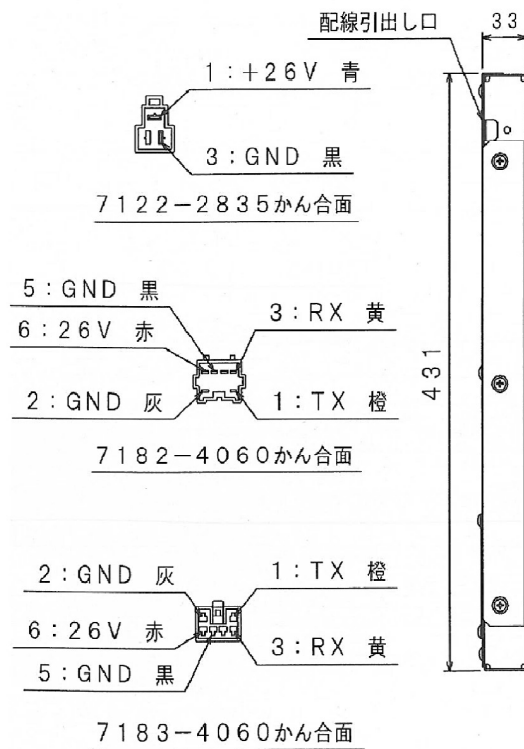 配線引出し口
33
1:+26V 青
3:GND 黒
7122-2835かん合面
5:GND 黒
3:RX 黄
6:26V 赤
2:GND 灰
1:TX 橙
7182-4060かん合面
431
2:GND 灰
1:TX 橙
6:26V 赤
3:RX 黄
5:GND 黒
7183-4060かん合面